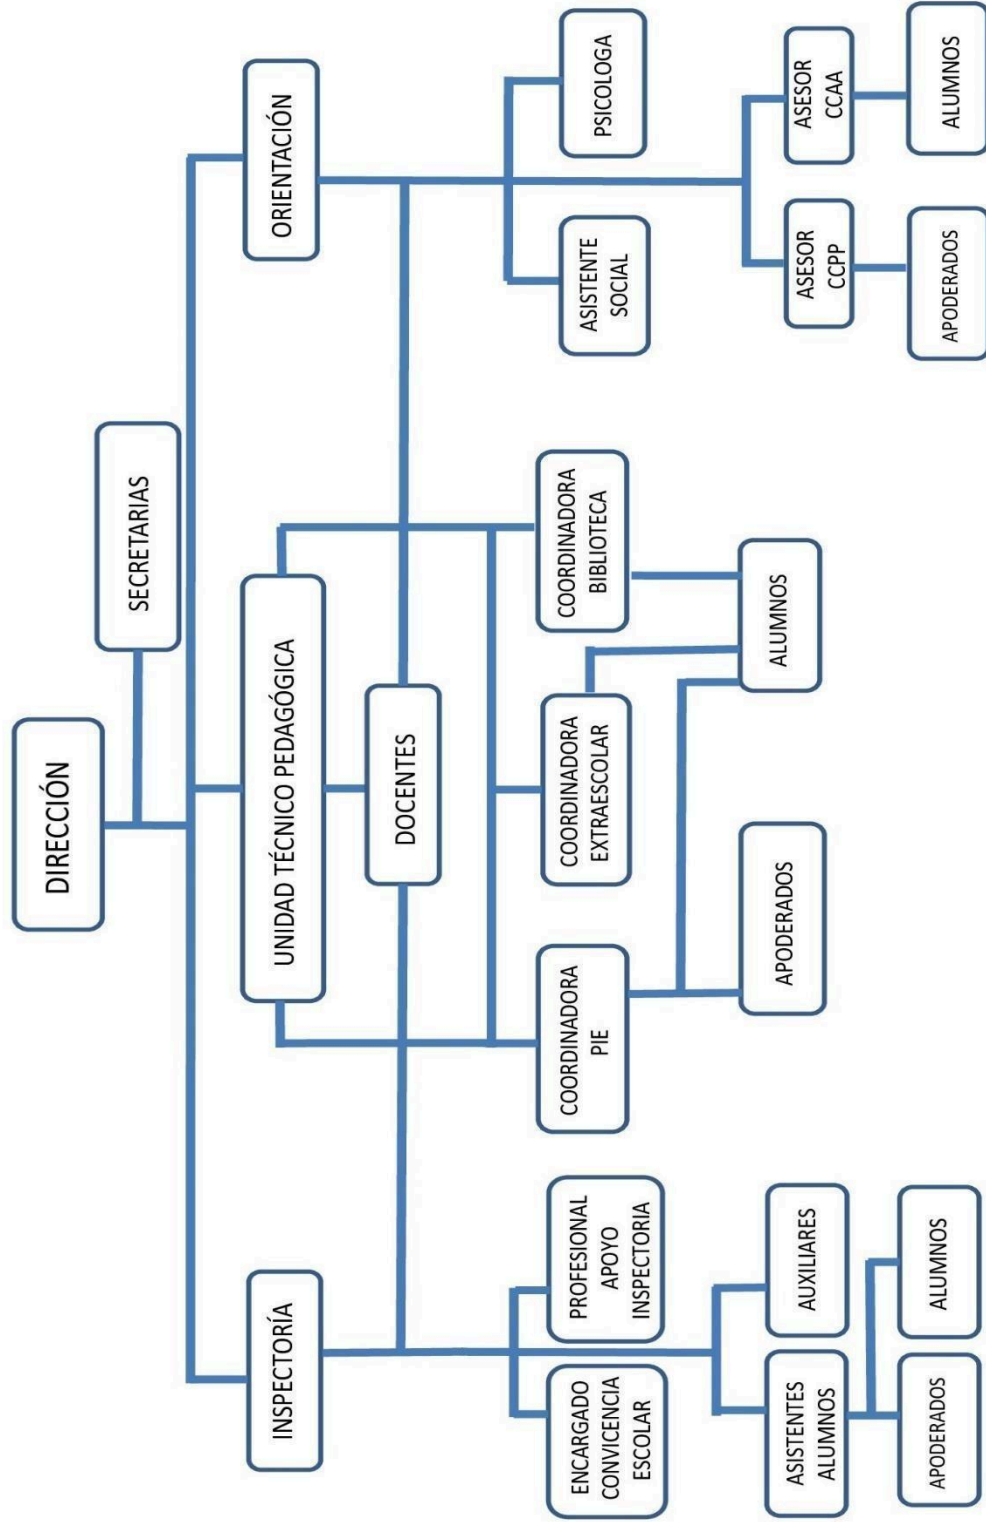 DIRECCIÓN
SECRETARIAS
INSPECTORÍA
UNIDAD TÉCNICO PEDAGÓGICA
ORIENTACIÓN
DOCENTES
ENCARGADO
CONVICENCIA
ESCOLAR
PROFESIONAL
APOYO
INSPECTORIA
COORDINADORA
PIE
COORDINADORA
EXTRAESCOLAR
COORDINADORA
BIBLIOTECA
ASISTENTE
SOCIAL
PSICOLOGA
ASISTENTES
ALUMNOS
AUXILIARES
APODERADOS
ALUMNOS
ASESOR
CCPP
ASESOR
CCAA
APODERADOS
ALUMNOS
APODERADOS
ALUMNOS